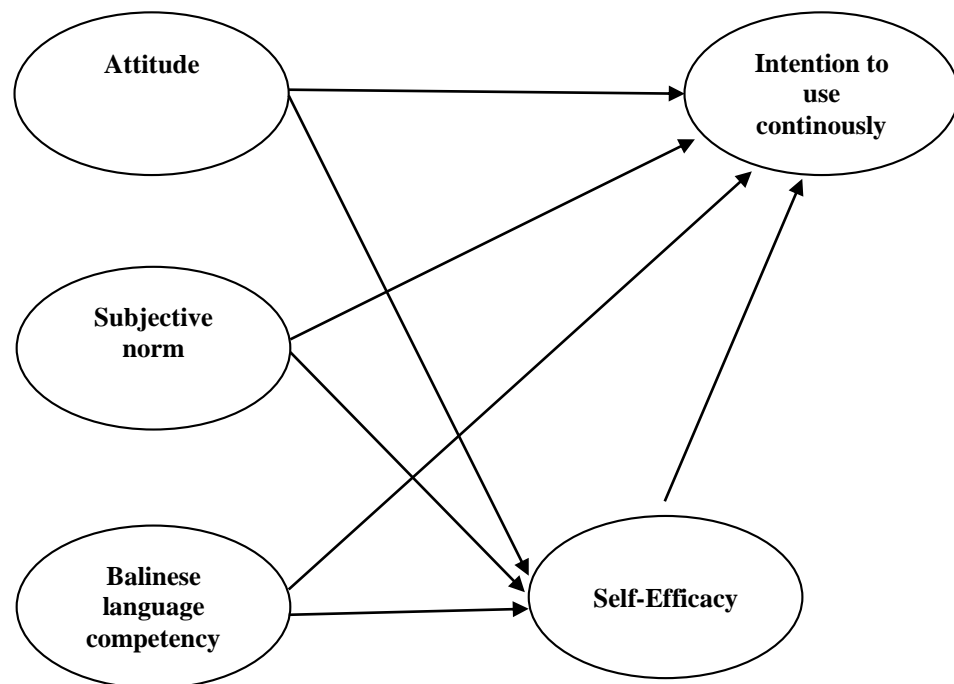 Attitude
Intention to
use
continously
Subjective
norm
Balinese
language
competency
Self-Efficacy